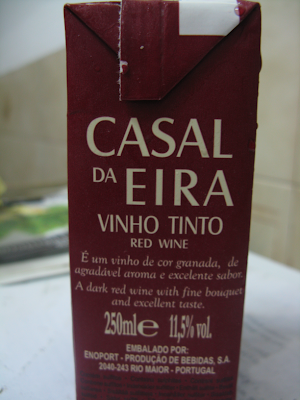 CASAL
DA EIRA
VINHO TINTO
RED WINE
É um vinho de cor granada, de
agradável aroma e excelente sabor.
A dark red wine with fine bouquet
and excellent taste.
250ml℮ 11,5% vol.
EMBALADO POR:
ENOPORT - PRODUÇÃO DE BEBIDAS, S.A.
2040-243 RIO MAIOR - PORTUGAL